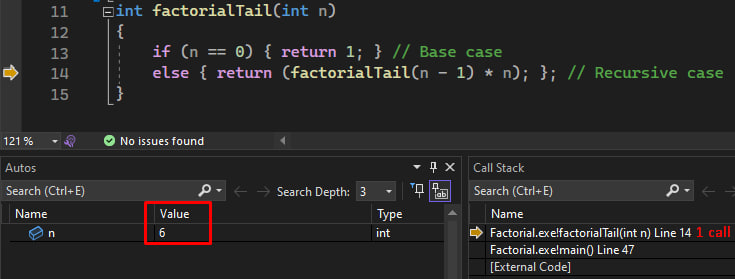 11 int factorialTail(int n)
12 {
13 if (n == 0) { return 1; } // Base case
14 else { return (factorialTail(n - 1) * n); }; // Recursive case
15 }
121 % No issues found
Autos
Search (Ctrl+E) Search Depth: 3
Name Value Type
n 6 int
Call Stack
Search (Ctrl+E)
Name
Factorial.exe!factorialTail(int n) Line 14 1 call
Factorial.exe!main() Line 47
[External Code]